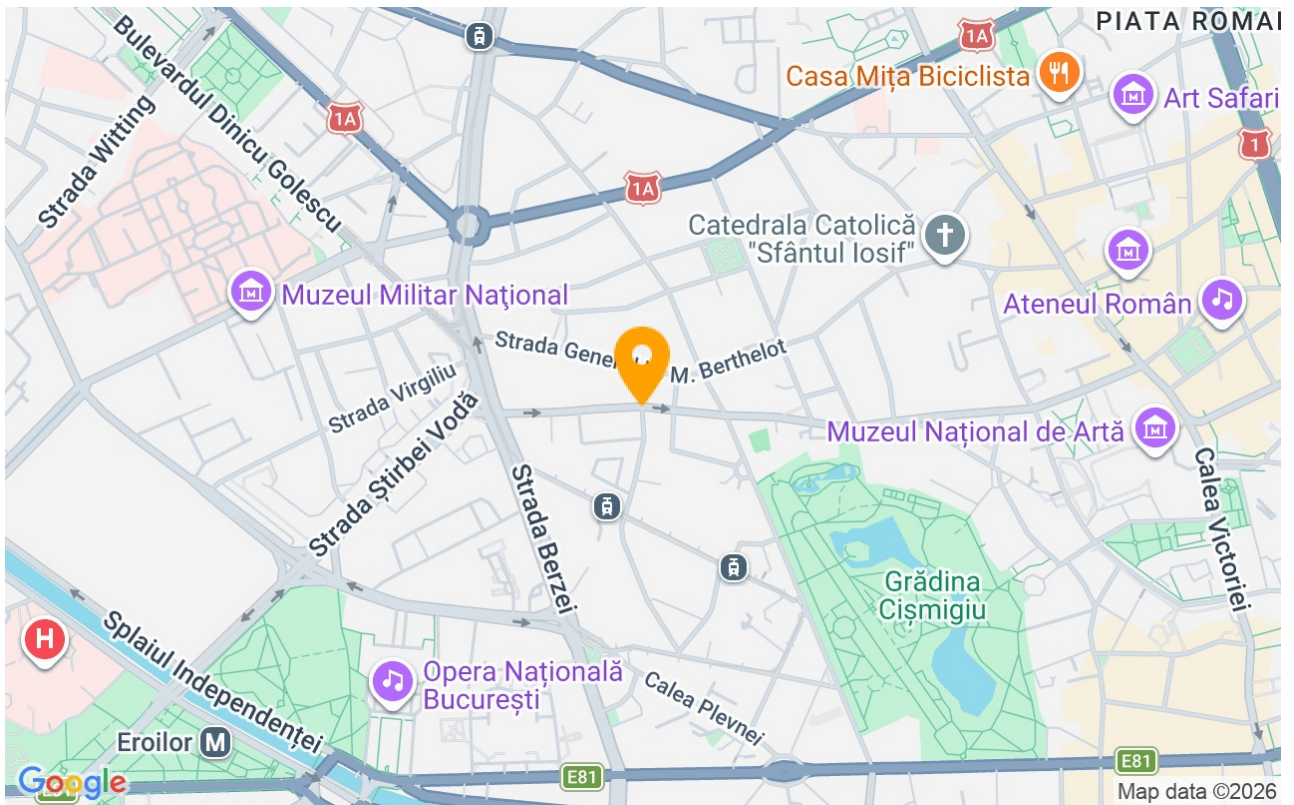 PIATA ROMAI
1A
Casa Mița Biciclista
Art Safari
1
Bulevardul Dinicu Golescu
Strada Witting
1A
1A
Catedrala Catolică
"Sfântul Iosif"
Muzeul Militar Naţional
Ateneul Român
Strada Gene
M. Berthelot
Strada Virgiliu
Strada Știrbei Vodă
Muzeul Național de Artă
Strada Berzei
Calea Victoriei
Grădina
Cișmigiu
H
Splaiul Independenței
Opera Națională
București
Calea Plevnei
Eroilor M
E81
E81
Google
Map data ©2026